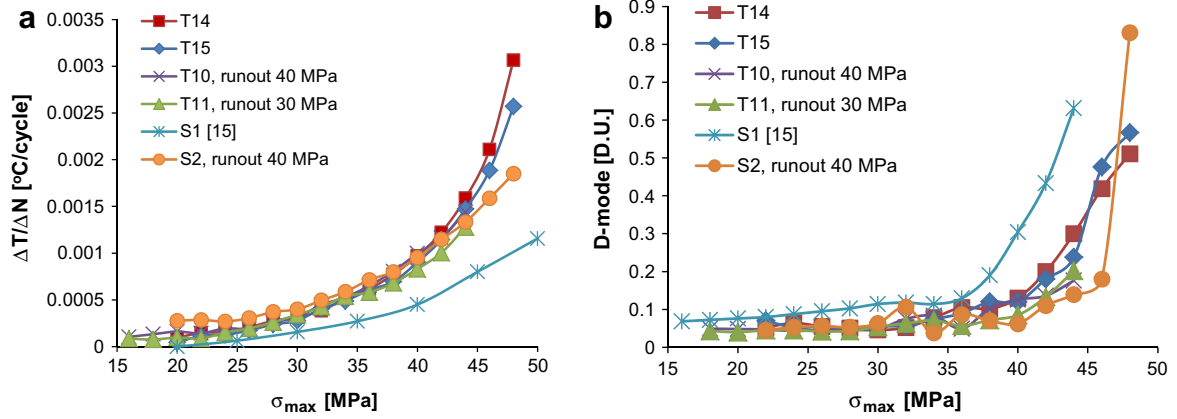 a
ΔT/ΔN [ºC/cycle]
0.0035
0.003
0.0025
0.002
0.0015
0.001
0.0005
0
T14
T15
T10, runout 40 MPa
T11, runout 30 MPa
S1 [15]
S2, runout 40 MPa
15 20 25 30 35 40 45 50
σmax [MPa]
b
D-mode [D.U.]
0.9
0.8
0.7
0.6
0.5
0.4
0.3
0.2
0.1
0
T14
T15
T10, runout 40 MPa
T11, runout 30 MPa
S1 [15]
S2, runout 40 MPa
15 20 25 30 35 40 45 50
σmax [MPa]